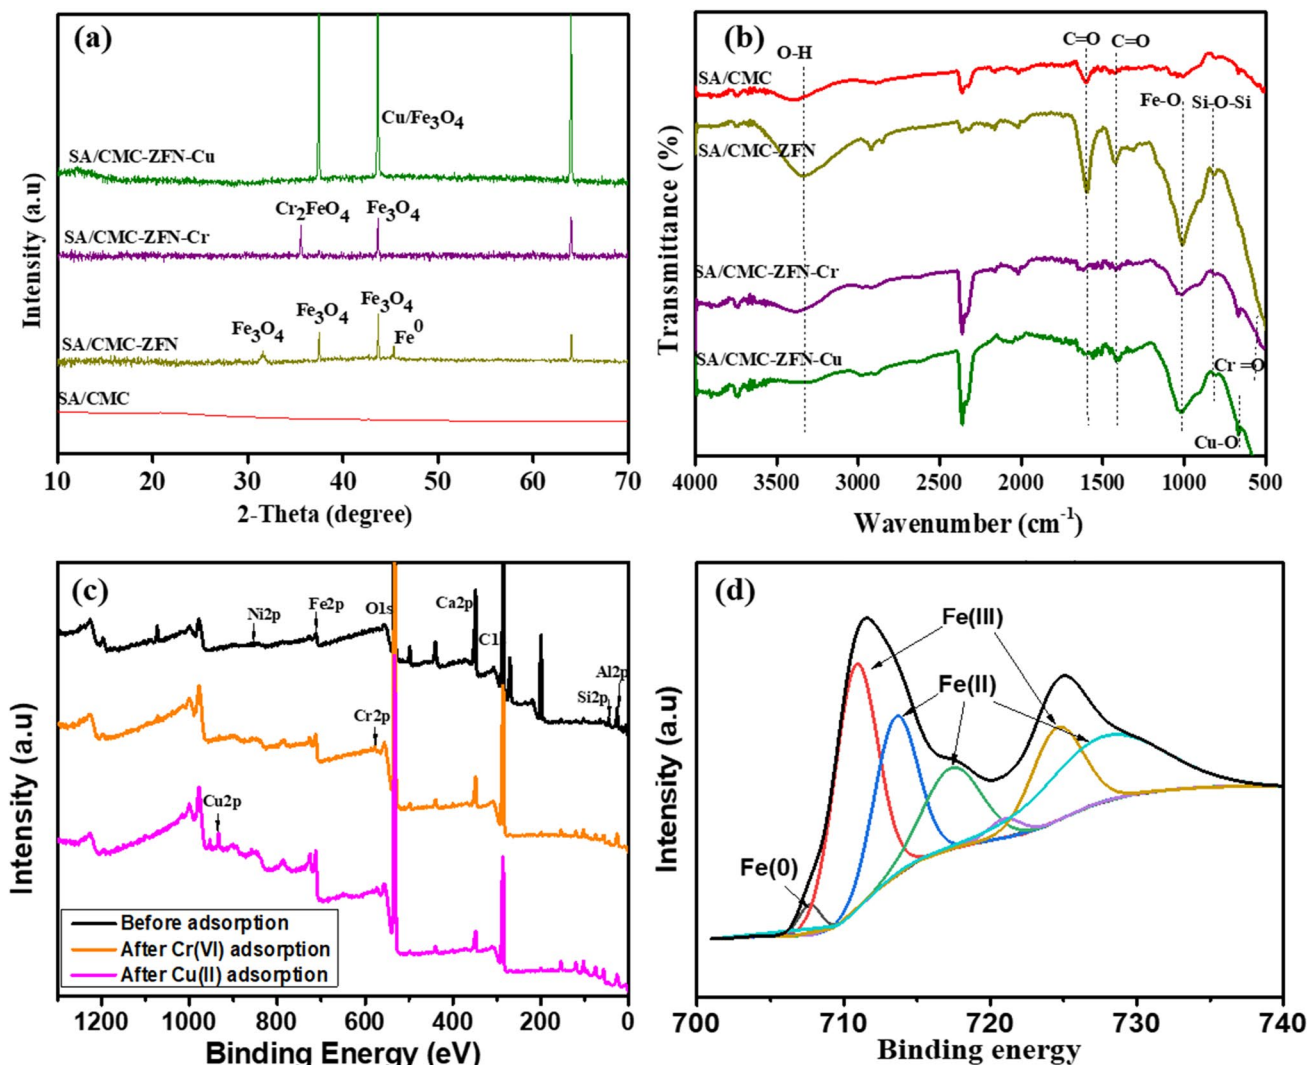 (a)
Cu/Fe3O4
SA/CMC-ZFN-Cu
Cr2FeO4
Fe3O4
SA/CMC-ZFN-Cr
Fe3O4
Fe3O4
Fe3O4
Fe0
SA/CMC-ZFN
SA/CMC
Intensity (a.u)
10 20 30 40 50 60 70
2-Theta (degree)
(b)
C=O C=O
O-H
SA/CMC
Fe-O Si-O-Si
SA/CMC-ZFN
SA/CMC-ZFN-Cr
SA/CMC-ZFN-Cu
Cr =O
Cu-O
Transmittance (%)
4000 3500 3000 2500 2000 1500 1000 500
Wavenumber (cm-1)
(c)
Ni2p
Fe2p
O1s
Ca2p
C1
Al2p
Si2p
Cr2p
Cu2p
Before adsorption
After Cr(VI) adsorption
After Cu(II) adsorption
Intensity (a.u)
1200 1000 800 600 400 200 0
Binding Energy (eV)
(d)
Fe(III)
Fe(II)
Fe(0)
Intensity (a.u)
700 710 720 730 740
Binding energy